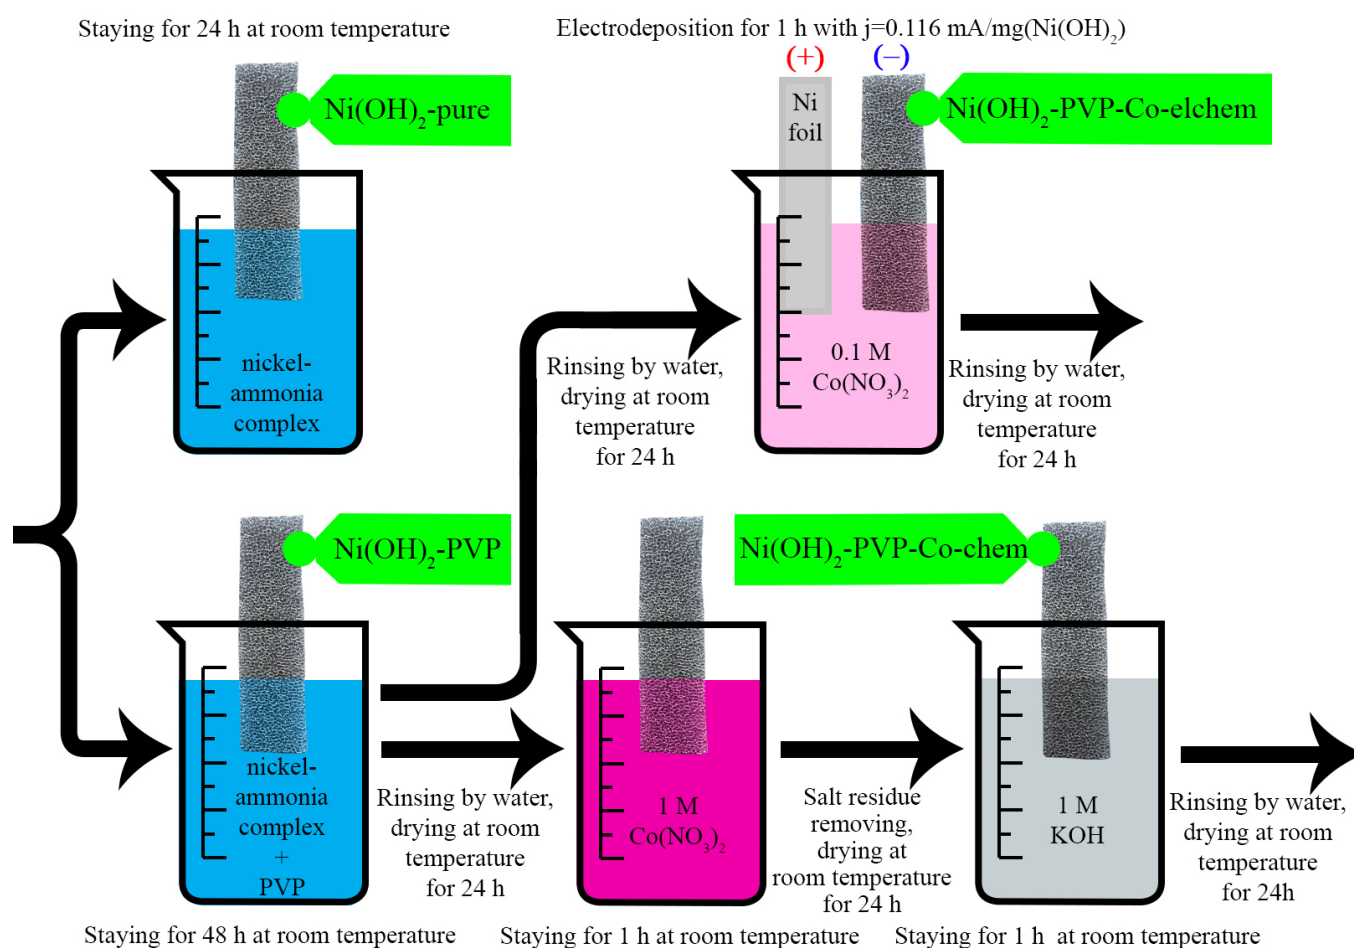 Staying for 24 h at room temperature
Ni(OH)₂-pure
nickel-
ammonia
complex
Electrodeposition for 1 h with j=0.116 mA/mg(Ni(OH)₂)
(+)
(–)
Ni
foil
Ni(OH)₂-PVP-Co-elchem
0.1 M
Co(NO₃)₂
Rinsing by water,
drying at room
temperature
for 24 h
Rinsing by water,
drying at room
temperature
for 24 h
Ni(OH)₂-PVP
nickel-
ammonia
complex
+
PVP
Staying for 48 h at room temperature
Rinsing by water,
drying at room
temperature
for 24 h
1 M
Co(NO₃)₂
Staying for 1 h at room temperature
Salt residue
removing,
drying at
room temperature
for 24 h
Ni(OH)₂-PVP-Co-chem
1 M
KOH
Staying for 1 h at room temperature
Rinsing by water,
drying at room
temperature
for 24h